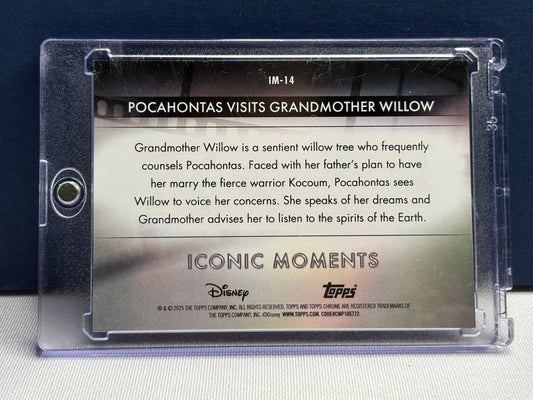 IM-14
POCAHONTAS VISITS GRANDMOTHER WILLOW
Grandmother Willow is a sentient willow tree who frequently
counsels Pocahontas. Faced with her father's plan to have
her marry the fierce warrior Kocoum, Pocahontas sees
Willow to voice her concerns. She speaks of her dreams and
Grandmother advises her to listen to the spirits of the Earth.
ICONIC MOMENTS
Disney topps
® & © 2025 THE TOPPS COMPANY, INC. ALL RIGHTS RESERVED. TOPPS AND TOPPS CHROME ARE REGISTERED TRADEMARKS OF
THE TOPPS COMPANY, INC. ©Disney WWW.TOPPS.COM. CODE#CMP105772
35